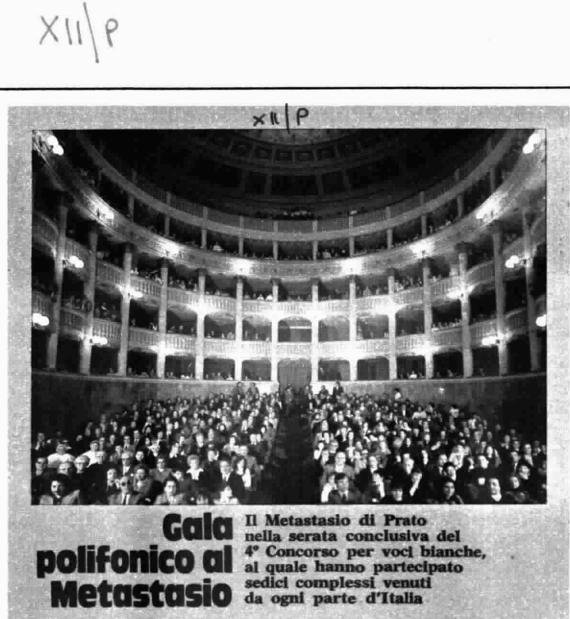 XII/P
XII/P
Gala
polifonico al
Metastasio
Il Metastasio di Prato
nella serata conclusiva del
4° Concorso per voci bianche,
al quale hanno partecipato
sedici complessi venuti
da ogni parte d'Italia